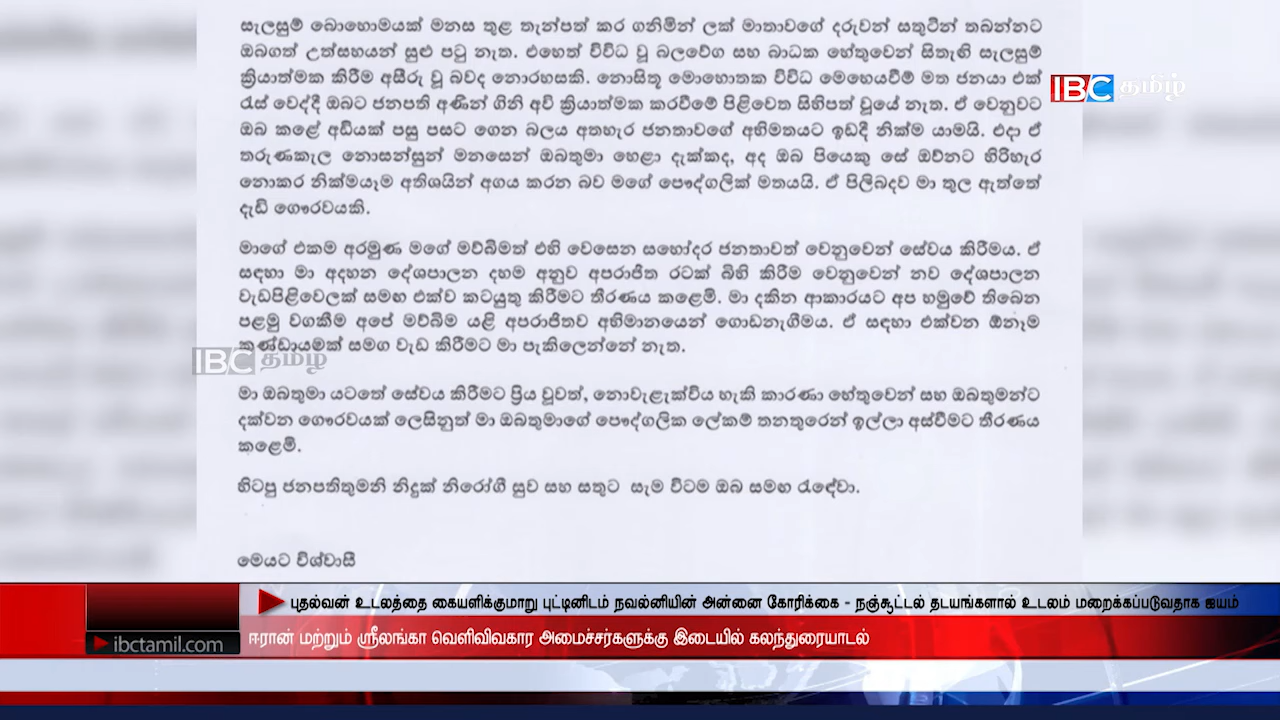 සැලසුම් බොහොමයක් මනස තුළ තැන්පත් කර ගනිමින් ලක් මාතාවගේ දරුවන් සතුටින් තබන්නට
ඔබගත් උත්සහයන් සුළු පටු නැත. එහෙත් විවිධ වූ බලවේග සහ බාධක හේතුවෙන් සිතැඟි සැලසුම්
ක්‍රියාත්මක කිරීම අසීරු වූ බවද නොරහසකි. නොසිතූ මොහොතක විවිධ මෙහෙයවීම් මත ජනයා එක්
රැස් වෙද්දී ඔබට ජනපති අණින් ගිනි අවි ක්‍රියාත්මක කරවීමේ පිළිවෙත සිහිපත් වූයේ නැත. ඒ වෙනුවට
ඔබ කළේ අඩියක් පසු පසට ගෙන බලය අතහැර ජනතාවගේ අභිමතයට ඉඩදී නික්ම යාමයි. එදා ඒ
තරුණකැල නොසන්සුන් මනසෙන් ඔබතුමා හෙළා දැක්කද, අද ඔබ පියෙකු සේ ඔව්නට හිරිහැර
නොකර නික්මයෑම අතිශයින් අගය කරන බව මගේ පෞද්ගලික මතයයි. ඒ පිලිබදව මා තුල ඇත්තේ
දැඩි ගෞරවයකි.
මාගේ එකම අරමුණ මගේ මව්බිමත් එහි වෙසෙන සහෝදර ජනතාවත් වෙනුවෙන් සේවය කිරීමය. ඒ
සඳහා මා අදහන දේශපාලන දහම අනුව අපරාජිත රටක් බිහි කිරීම වෙනුවෙන් නව දේශපාලන
වැඩපිළිවෙලක් සමඟ එක්ව කටයුතු කිරීමට තීරණය කළෙමි. මා දකින ආකාරයට අප හමුවේ තිබෙන
පළමු වගකීම අපේ මව්බිම යළි අපරාජිතව අභිමානයෙන් ගොඩනැගීමය. ඒ සඳහා එක්වන ඕනෑම
කණ්ඩායමක් සමග වැඩ කිරීමට මා පැකිලෙන්නේ නැත.
මා ඔබතුමා යටතේ සේවය කිරීමට ප්‍රිය වූවත්, නොවැළැක්විය හැකි කාරණා හේතුවෙන් සහ ඔබතුමන්ට
දක්වන ගෞරවයක් ලෙසිනුත් මා ඔබතුමාගේ පෞද්ගලික ලේකම් තනතුරෙන් ඉල්ලා අස්වීමට තීරණය
කළෙමි.
හිටපු ජනපතිතුමනි නිදුක් නිරෝගී සුව සහ සතුට සැම විටම ඔබ සමඟ රැඳේවා.
මෙයට විශ්වාසී
IBC தமிழ்
IBC தமிழ்
புதல்வன் உடலத்தை கையளிக்குமாறு புட்டினிடம் நவல்னியின் அன்னை கோரிக்கை - நஞ்சூட்டல் தடயங்களால் உடலம் மறைக்கப்படுவதாக ஐயம்
ibctamil.com
ஈரான் மற்றும் ஸ்ரீலங்கா வெளிவிவகார அமைச்சர்களுக்கு இடையில் கலந்துரையாடல்